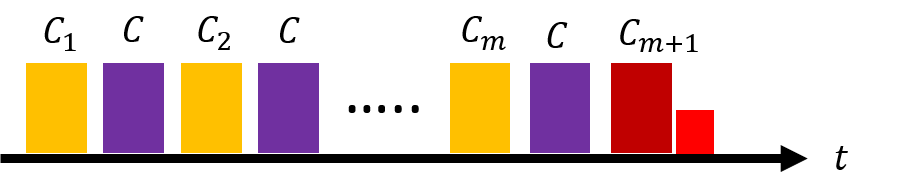 C₁ C C₂ C ..... Cₘ C Cₘ₊₁
t